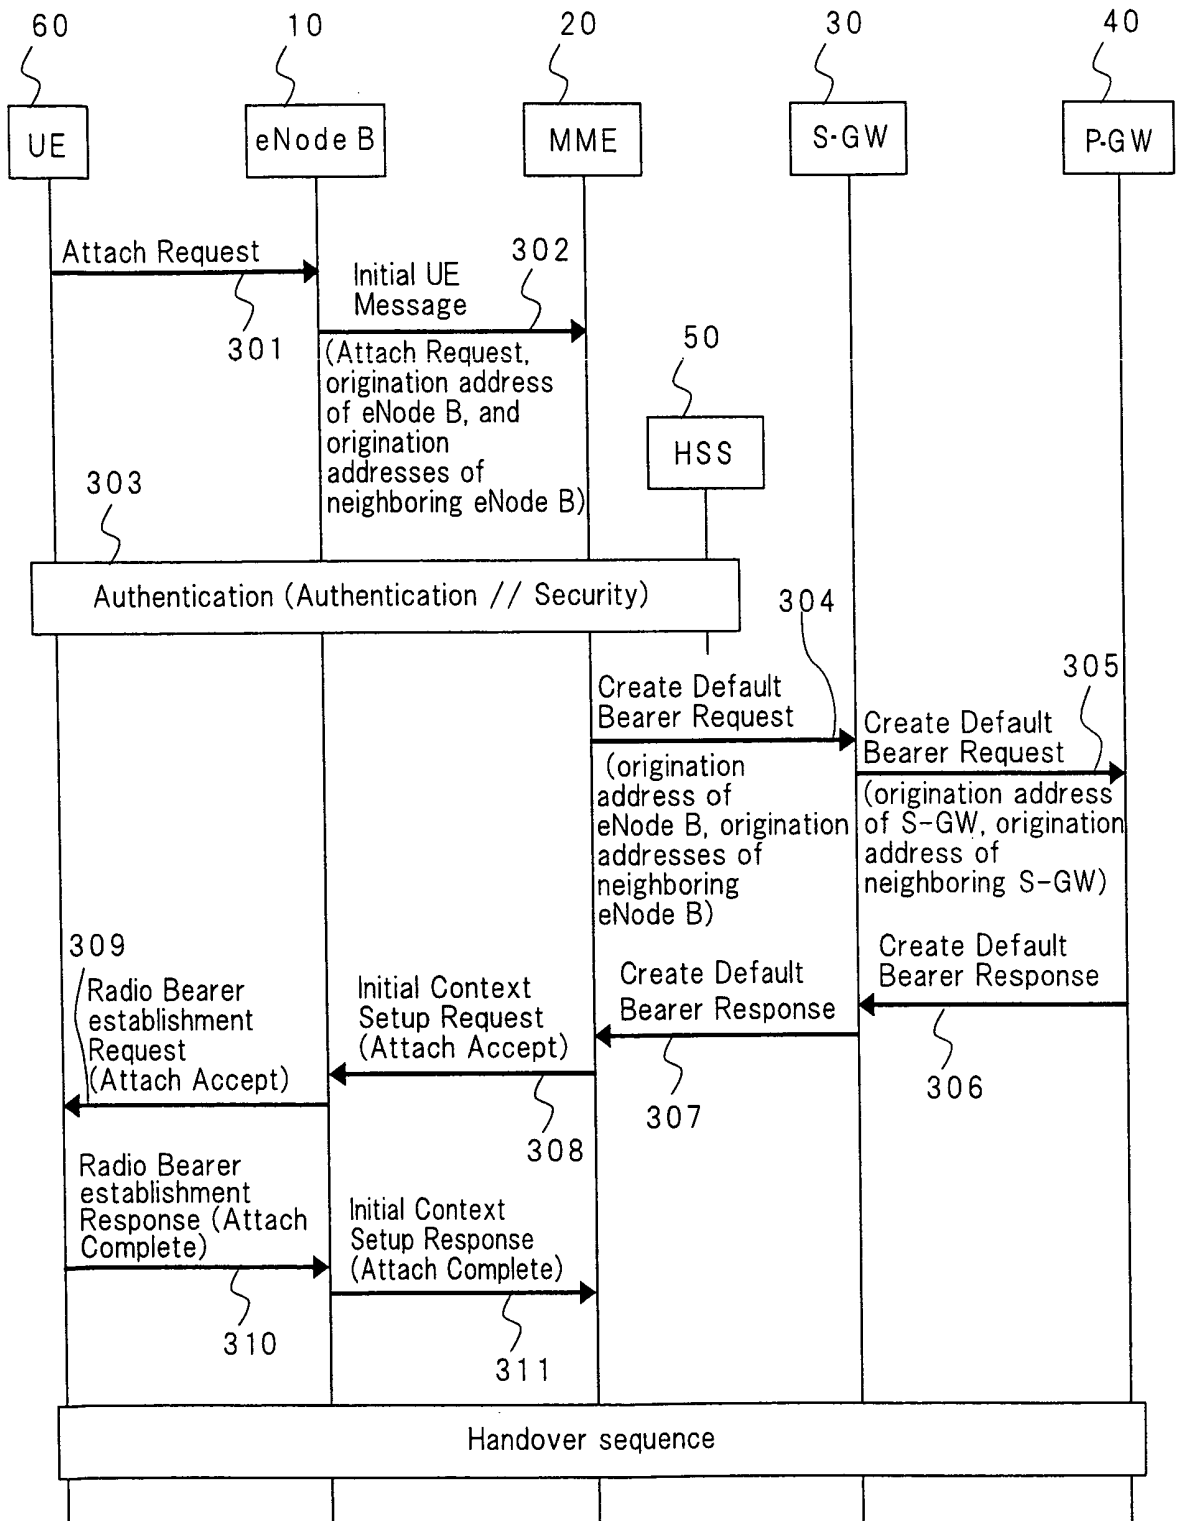 60
10
20
30
40
UE
eNode B
MME
S-GW
P-GW
Attach Request
301
302
Initial UE
Message
(Attach Request,
origination address
of eNode B, and
origination
addresses of
neighboring eNode B)
50
HSS
303
Authentication (Authentication // Security)
304
Create Default
Bearer Request
(origination
address of
eNode B, origination
addresses of
neighboring
eNode B)
305
Create Default
Bearer Request
(origination address
of S-GW, origination
address of
neighboring S-GW)
Create Default
Bearer Response
306
Create Default
Bearer Response
307
Initial Context
Setup Request
(Attach Accept)
308
309
Radio Bearer
establishment
Request
(Attach Accept)
Radio Bearer
establishment
Response (Attach
Complete)
310
Initial Context
Setup Response
(Attach Complete)
311
Handover sequence